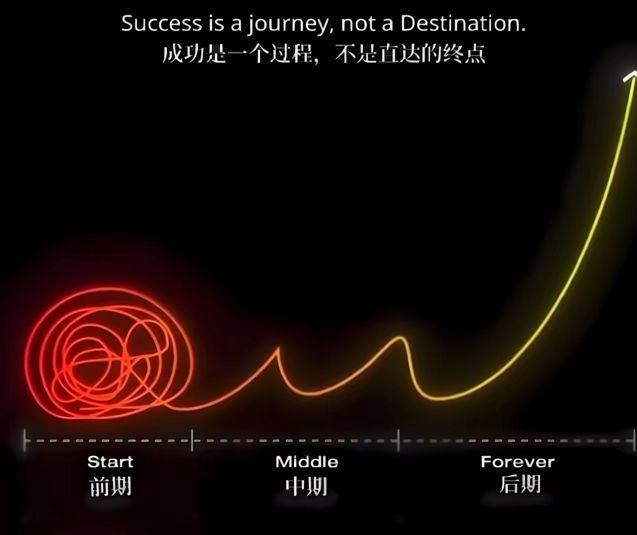 Success is a journey, not a Destination.
成功是一个过程，不是直达的终点
Start
前期
Middle
中期
Forever
后期